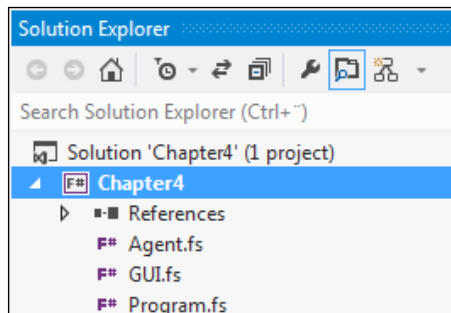 Solution Explorer
Search Solution Explorer (Ctrl+¨)
Solution 'Chapter4' (1 project)
F# Chapter4
References
F# Agent.fs
F# GUI.fs
F# Program.fs